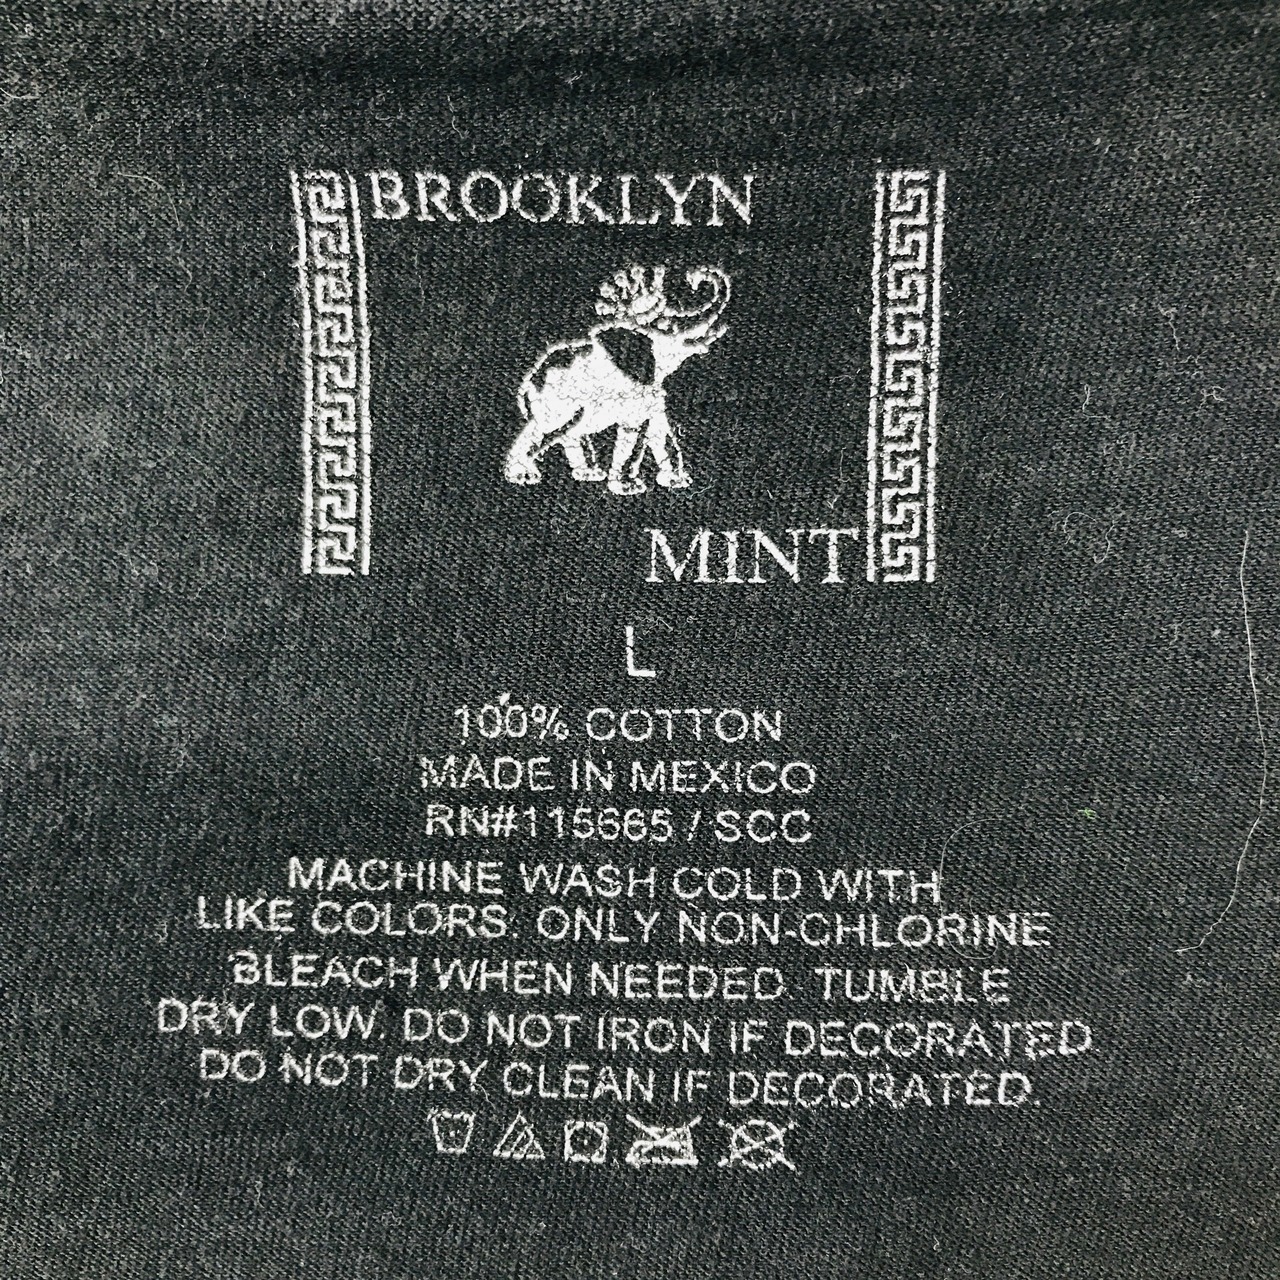 BROOKLYN
MINT
L
100% COTTON
MADE IN MEXICO
RN#115665 / SCC
MACHINE WASH COLD WITH
LIKE COLORS. ONLY NON-CHLORINE
BLEACH WHEN NEEDED. TUMBLE
DRY LOW. DO NOT IRON IF DECORATED.
DO NOT DRY CLEAN IF DECORATED.